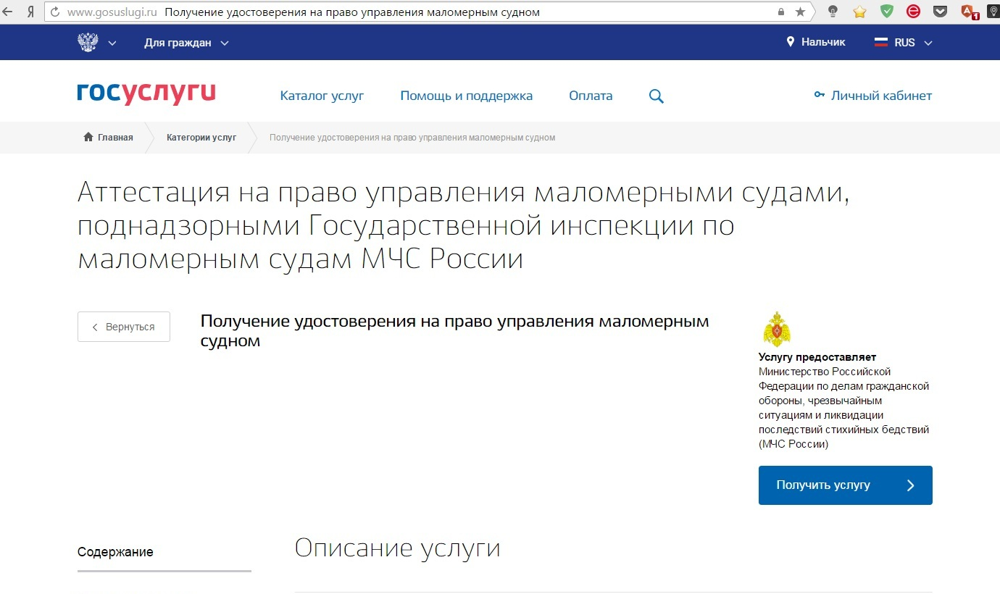 Я www.gosuslugi.ru Получение удостоверения на право управления маломерным судном 1
Для граждан Нальчик RUS
госуслуги Каталог услуг Помощь и поддержка Оплата Личный кабинет
Главная Категории услуг Получение удостоверения на право управления маломерным судном
Аттестация на право управления маломерными судами,
поднадзорными Государственной инспекции по
маломерным судам МЧС России
Вернуться
Получение удостоверения на право управления маломерным
судном
Услугу предоставляет
Министерство Российской
Федерации по делам гражданской
обороны, чрезвычайным
ситуациям и ликвидации
последствий стихийных бедствий
(МЧС России)
Получить услугу
Содержание
Описание услуги